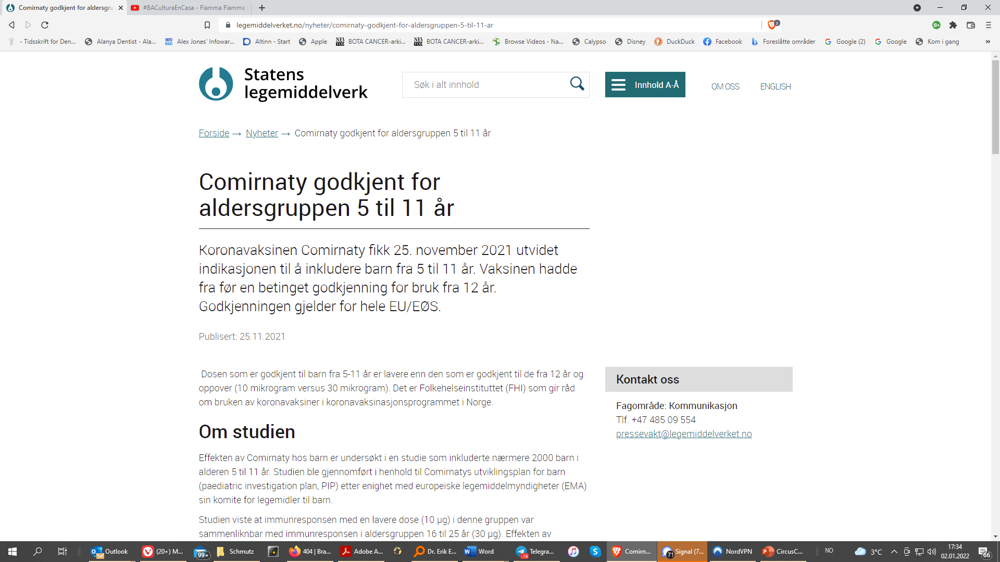 Comirnaty godkjent for aldersgru
#BACulturaEnCasa - Flamma Flamma
legemiddelverket.no/nyheter/comirnaty-godkjent-for-aldersgruppen-5-til-11-ar
2
B+
- Tidsskrift for Den... Alanya Dentist - Ala... INFO WARS Alex Jones' Infowar... Altinn - Start Apple BOTA CANCER-arki... BOTA CANCER-arki... Browse Videos - Na... Calypso Disney DuckDuck Facebook Foreslåtte områder Google (2) Google Kom i gang »
Statens
legemiddelverk
Søk i alt innhold
Innhold A-Å
OM OSS
ENGLISH
Forside → Nyheter → Comirnaty godkjent for aldersgruppen 5 til 11 år
Comirnaty godkjent for
aldersgruppen 5 til 11 år
Koronavaksinen Comirnaty fikk 25. november 2021 utvidet
indikasjonen til å inkludere barn fra 5 til 11 år. Vaksinen hadde
fra før en betinget godkjenning for bruk fra 12 år.
Godkjenningen gjelder for hele EU/EØS.
Publisert: 25.11.2021
Dosen som er godkjent til barn fra 5-11 år er lavere enn den som er godkjent til de fra 12 år og
oppover (10 mikrogram versus 30 mikrogram). Det er Folkehelseinstituttet (FHI) som gir råd
om bruken av koronavaksiner i koronavaksinasjonsprogrammet i Norge.
Om studien
Effekten av Comirnaty hos barn er undersøkt i en studie som inkluderte nærmere 2000 barn i
alderen 5 til 11 år. Studien ble gjennomført i henhold til Comirnatys utviklingsplan for barn
(paediatric investigation plan, PIP) etter enighet med europeiske legemiddelmyndigheter (EMA)
sin komite for legemidler til barn.
Studien viste at immunresponsen med en lavere dose (10 µg) i denne gruppen var
sammenliknbar med immunresponsen i aldersgruppen 16 til 25 år (30 µg). Effekten av
Kontakt oss
Fagområde: Kommunikasjon
Tlf. +47 485 09 554
pressevakt@legemiddelverket.no
Outlook (20+) M... 99+ Schmutz 404 | Bra... Adobe A... Dr. Erik E... Word Telegra... .16 Comirn... Signal (7... 71 NordVPN CircusC... NO 3°C 17:34
02.01.2022
66